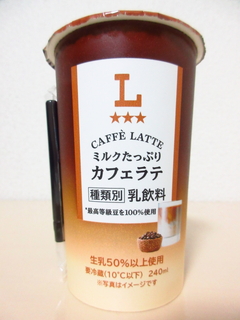 L
★★★
CAFFÈ LATTE
ミルクたっぷり
カフェラテ
種類別 乳飲料
*最高等級豆を100%使用
生乳50%以上使用
要冷蔵(10℃以下) 240ml
※写真はイメージです